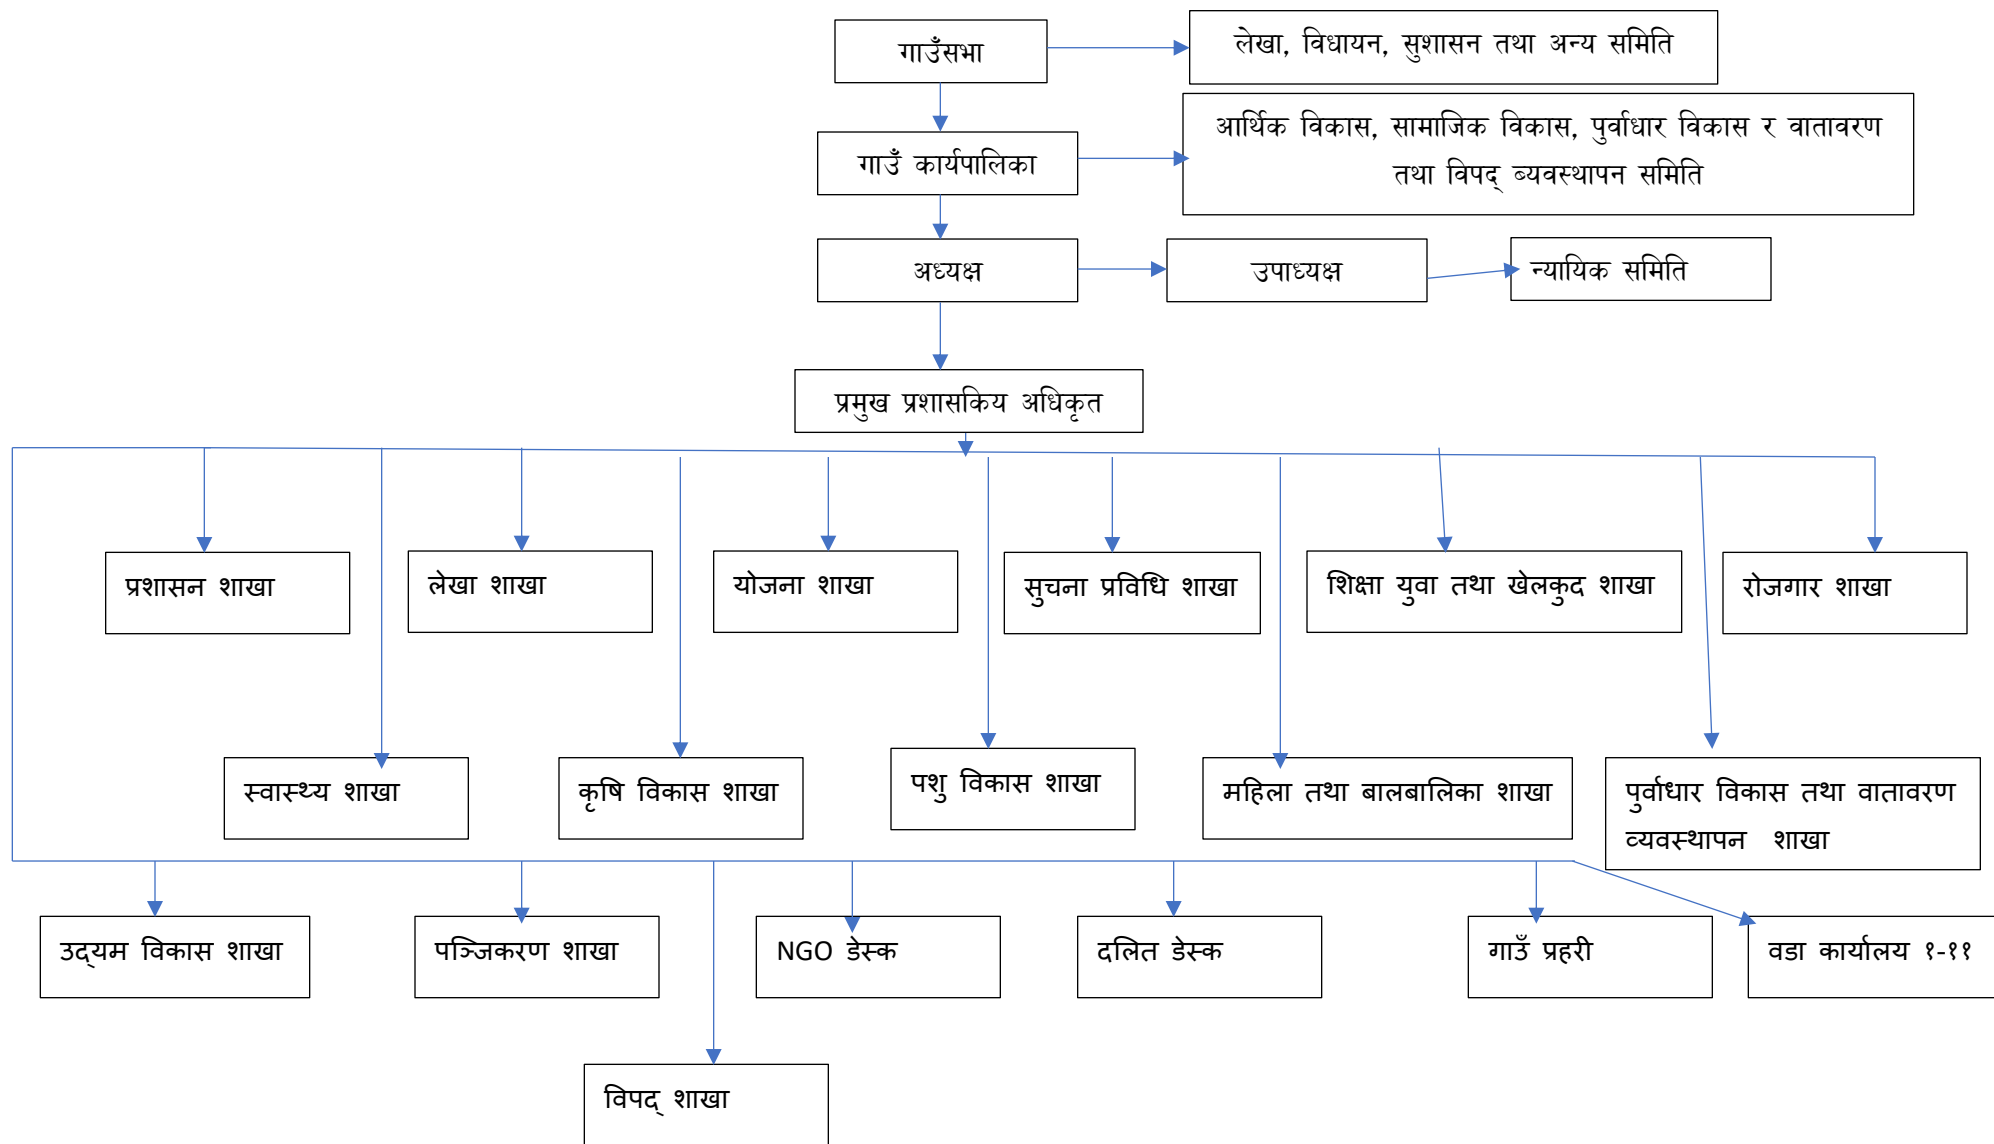 गाउँसभा
लेखा, विधायन, सुशासन तथा अन्य समिति
गाउँ कार्यपालिका
आर्थिक विकास, सामाजिक विकास, पुर्वाधार विकास र वातावरण
तथा विपद् ब्यवस्थापन समिति
अध्यक्ष
उपाध्यक्ष
न्यायिक समिति
प्रमुख प्रशासकिय अधिकृत
प्रशासन शाखा
लेखा शाखा
योजना शाखा
सुचना प्रविधि शाखा
शिक्षा युवा तथा खेलकुद शाखा
रोजगार शाखा
स्वास्थ्य शाखा
कृषि विकास शाखा
पशु विकास शाखा
महिला तथा बालबालिका शाखा
पुर्वाधार विकास तथा वातावरण
व्यवस्थापन शाखा
उद्यम विकास शाखा
पञ्जिकरण शाखा
NGO डेस्क
दलित डेस्क
गाउँ प्रहरी
वडा कार्यालय १-११
विपद् शाखा